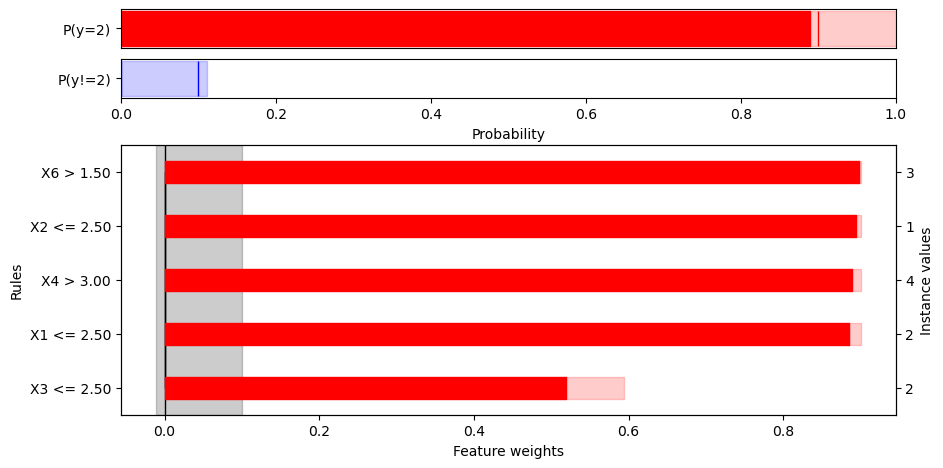 P(y=2)
P(y!=2)
0.0 0.2 0.4 0.6 0.8 1.0
Probability
X6 > 1.50 3
X2 <= 2.50 1
X4 > 3.00 4
X1 <= 2.50 2
X3 <= 2.50 2
Rules
Instance values
0.0 0.2 0.4 0.6 0.8
Feature weights